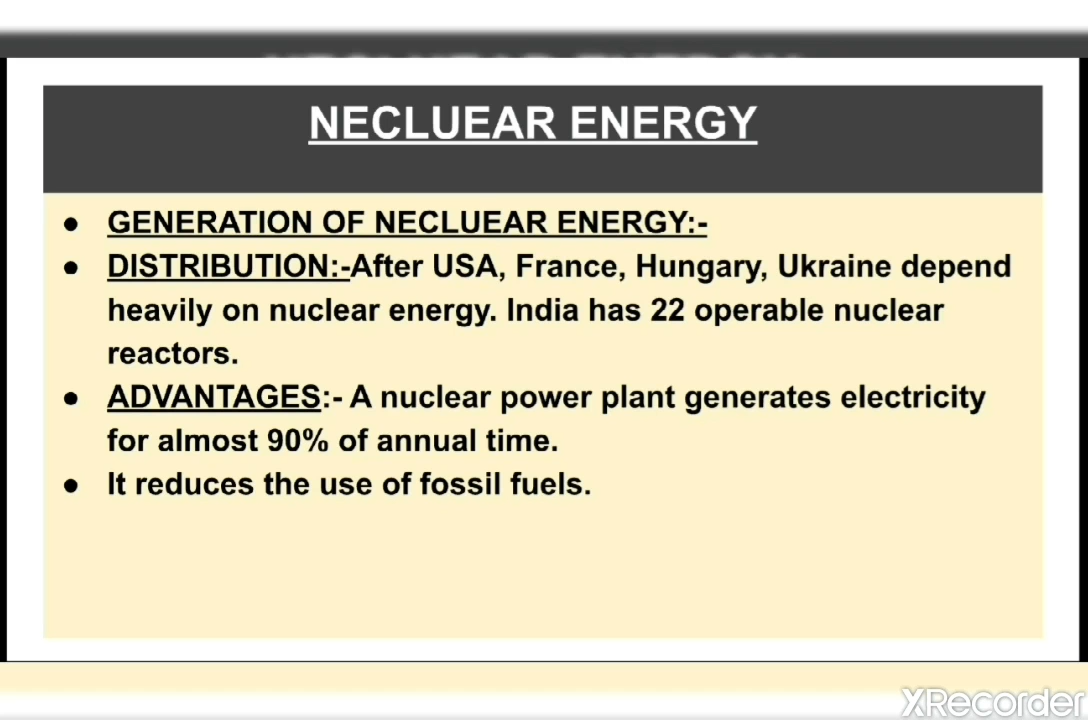 NECLUEAR ENERGY
● GENERATION OF NECLUEAR ENERGY:-
● DISTRIBUTION:-After USA, France, Hungary, Ukraine depend
heavily on nuclear energy. India has 22 operable nuclear
reactors.
● ADVANTAGES:- A nuclear power plant generates electricity
for almost 90% of annual time.
● It reduces the use of fossil fuels.
XRecorder